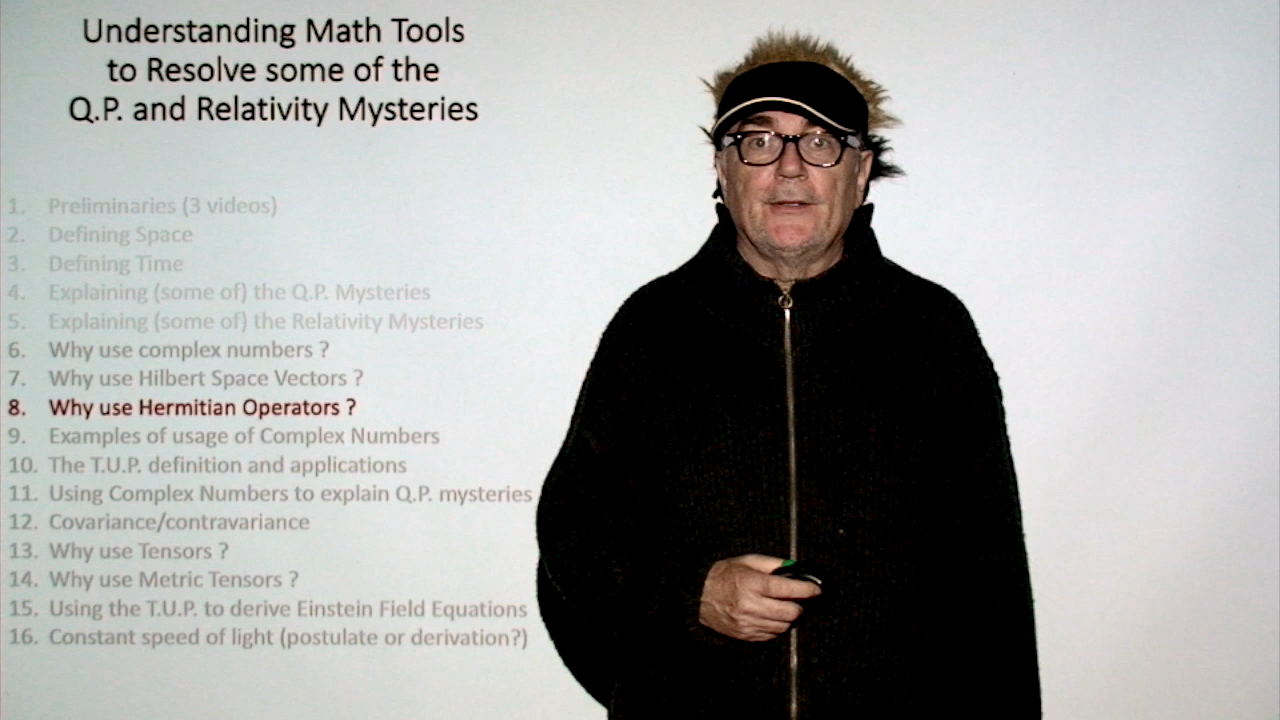 Understanding Math Tools
to Resolve some of the
Q.P. and Relativity Mysteries
1. Preliminaries (3 videos)
2. Defining Space
3. Defining Time
4. Explaining (some of) the Q.P. Mysteries
5. Explaining (some of) the Relativity Mysteries
6. Why use complex numbers ?
7. Why use Hilbert Space Vectors ?
8. Why use Hermitian Operators ?
9. Examples of usage of Complex Numbers
10. The T.U.P. definition and applications
11. Using Complex Numbers to explain Q.P. mysteries
12. Covariance/contravariance
13. Why use Tensors ?
14. Why use Metric Tensors ?
15. Using the T.U.P. to derive Einstein Field Equations
16. Constant speed of light (postulate or derivation?)